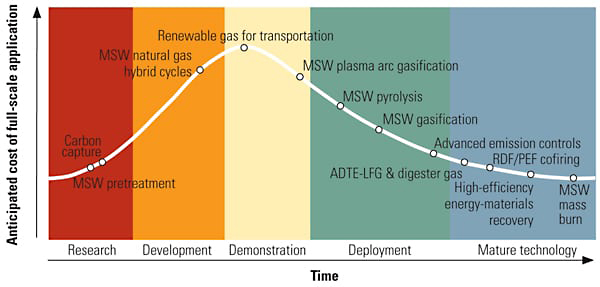 Anticipated cost of full-scale application
Renewable gas for transportation
MSW natural gas
hybrid cycles
MSW plasma arc gasification
MSW pyrolysis
MSW gasification
Carbon
capture
MSW pretreatment
Advanced emission controls
RDF/PEF cofiring
ADTE-LFG & digester gas
High-efficiency
energy-materials
recovery
MSW
mass
burn
Research
Development
Demonstration
Deployment
Mature technology
Time